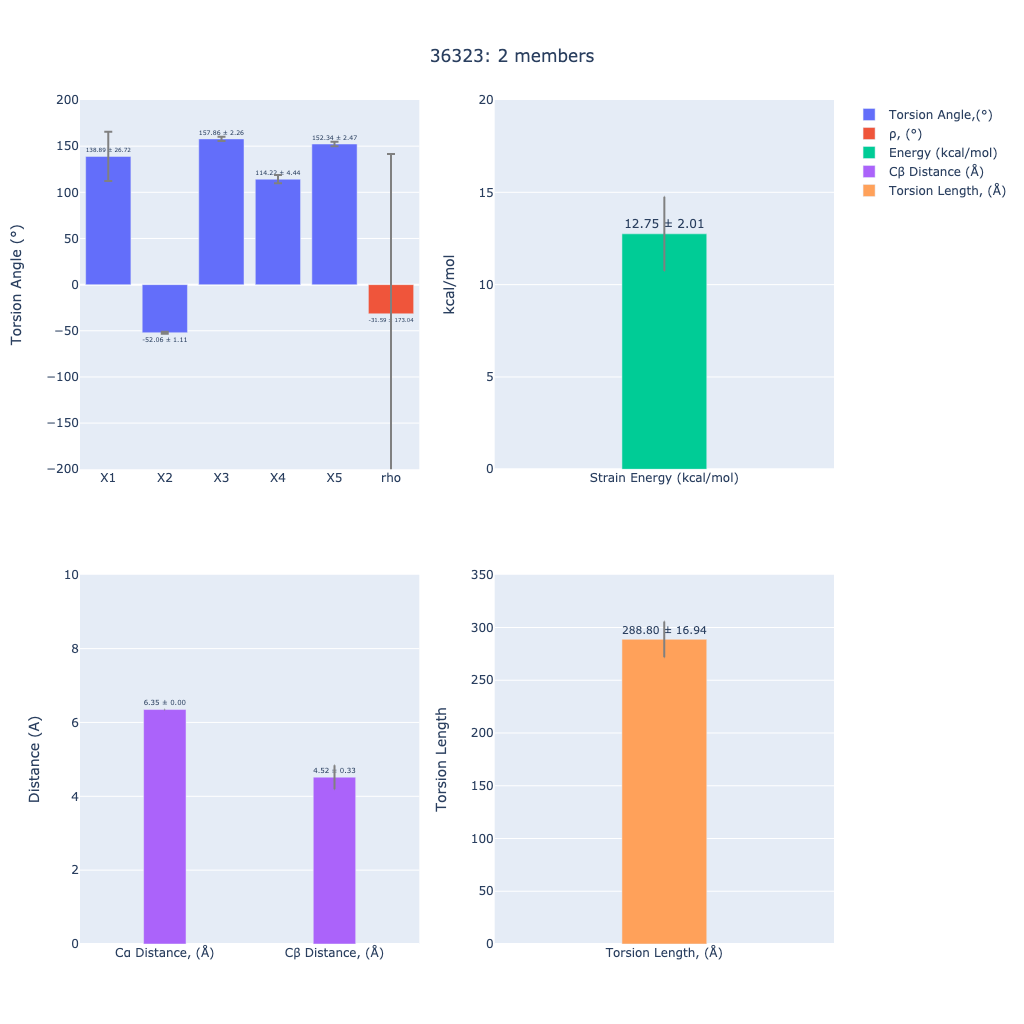 36323: 2 members
200
150
100
50
0
−50
−100
−150
−200
Torsion Angle (°)
138.89 ± 26.72
-52.06 ± 1.11
157.86 ± 2.26
114.22 ± 4.44
152.34 ± 2.47
-31.59 ± 173.04
X1
X2
X3
X4
X5
rho
20
15
10
5
0
kcal/mol
12.75 ± 2.01
Strain Energy (kcal/mol)
Torsion Angle,(°)
ρ, (°)
Energy (kcal/mol)
Cβ Distance (Å)
Torsion Length, (Å)
10
8
6
4
2
0
Distance (A)
6.35 ± 0.00
4.52 ± 0.33
Cα Distance, (Å)
Cβ Distance, (Å)
350
300
250
200
150
100
50
0
Torsion Length
288.80 ± 16.94
Torsion Length, (Å)